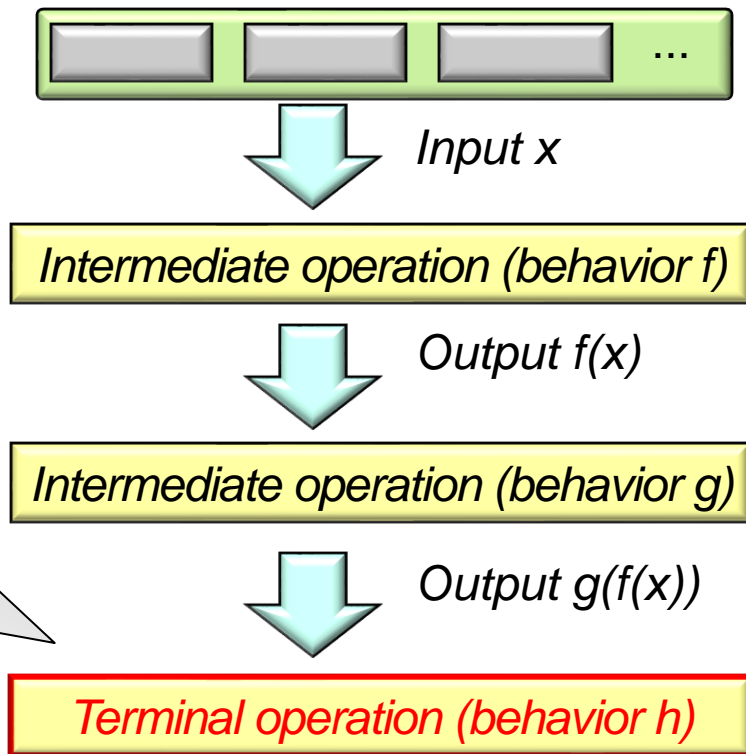 ...
Input x
Intermediate operation (behavior f)
Output f(x)
Intermediate operation (behavior g)
Output g(f(x))
Terminal operation (behavior h)